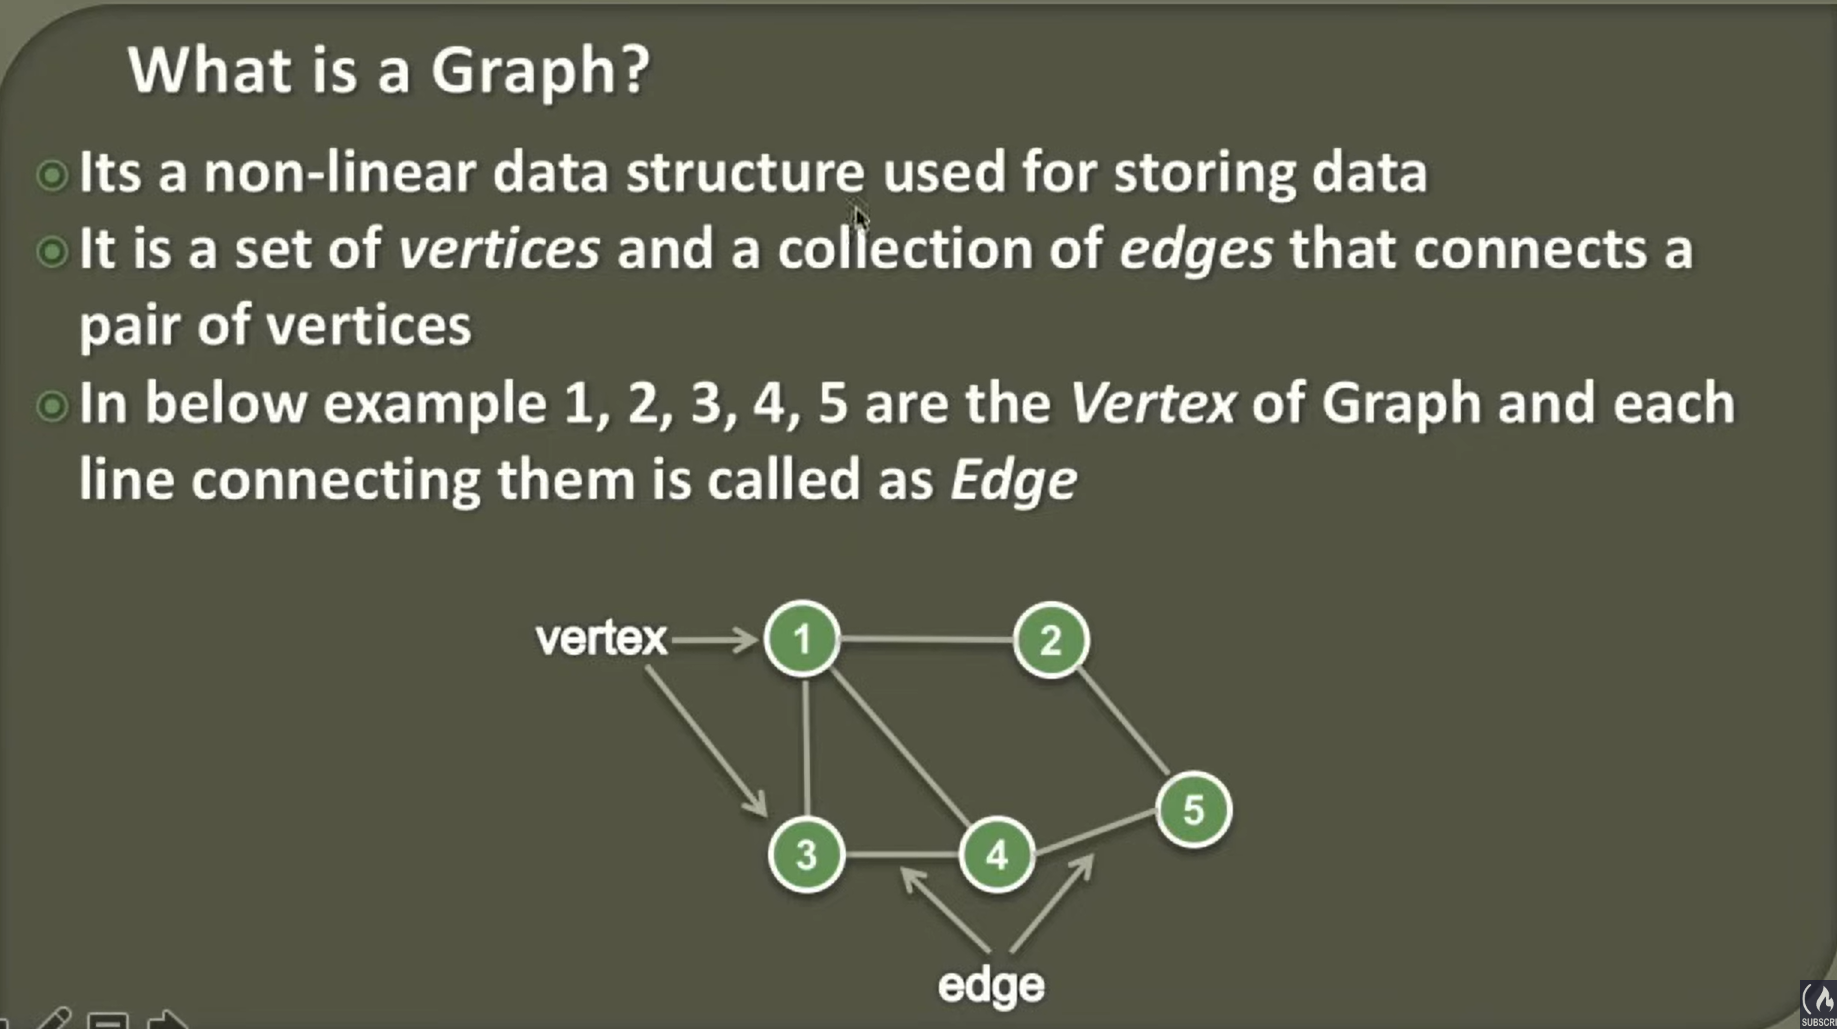 What is a Graph?
Its a non-linear data structure used for storing data
It is a set of vertices and a collection of edges that connects a
pair of vertices
In below example 1, 2, 3, 4, 5 are the Vertex of Graph and each
line connecting them is called as Edge
vertex
1
2
5
3
4
edge
SUBSCRI